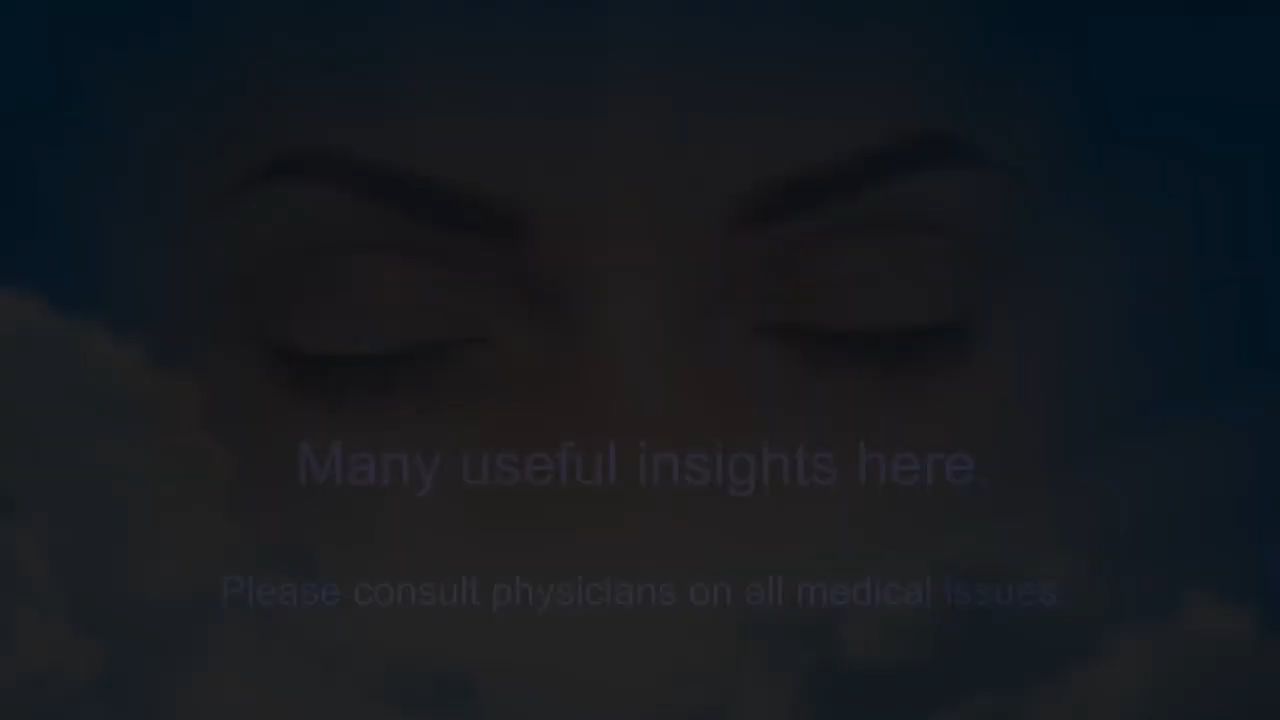 Many useful insights here.
Please consult physicians on all medical issues.